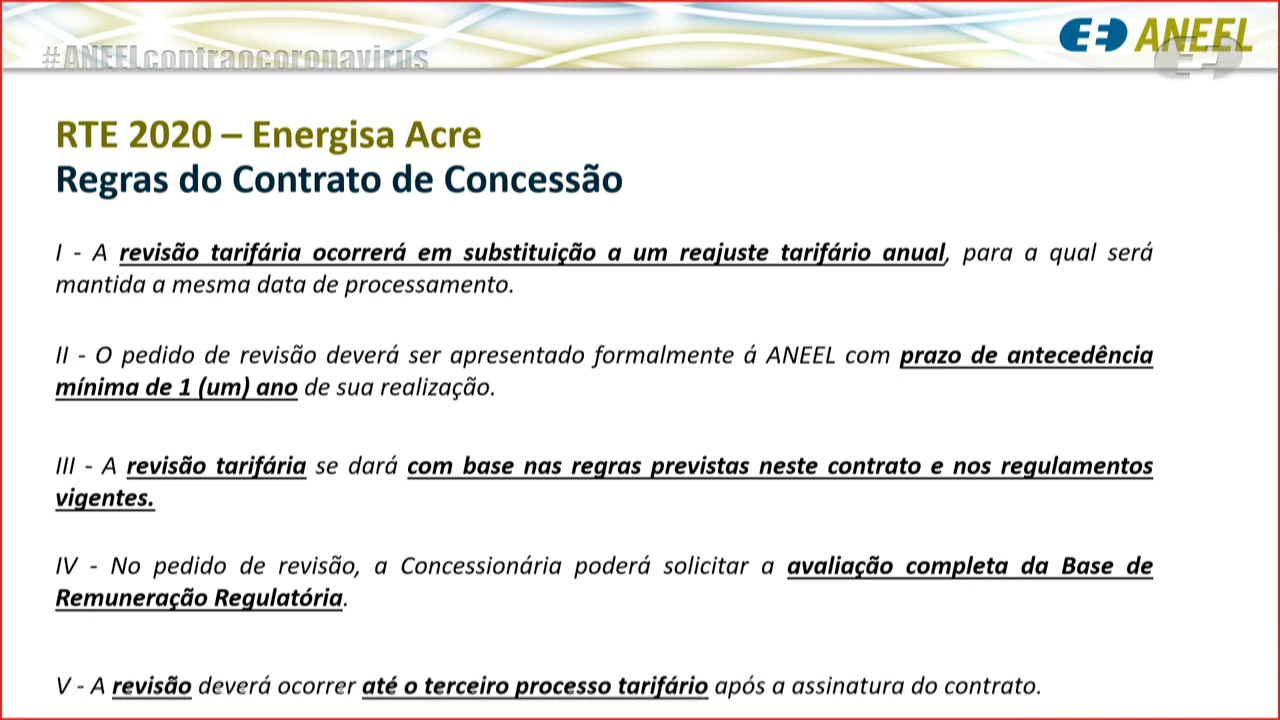 #ANEELcontraocoronavirus
ANEEL
RTE 2020 – Energisa Acre
Regras do Contrato de Concessão
I - A revisão tarifária ocorrerá em substituição a um reajuste tarifário anual, para a qual será
mantida a mesma data de processamento.
II - O pedido de revisão deverá ser apresentado formalmente á ANEEL com prazo de antecedência
mínima de 1 (um) ano de sua realização.
III - A revisão tarifária se dará com base nas regras previstas neste contrato e nos regulamentos
vigentes.
IV - No pedido de revisão, a Concessionária poderá solicitar a avaliação completa da Base de
Remuneração Regulatória.
V - A revisão deverá ocorrer até o terceiro processo tarifário após a assinatura do contrato.